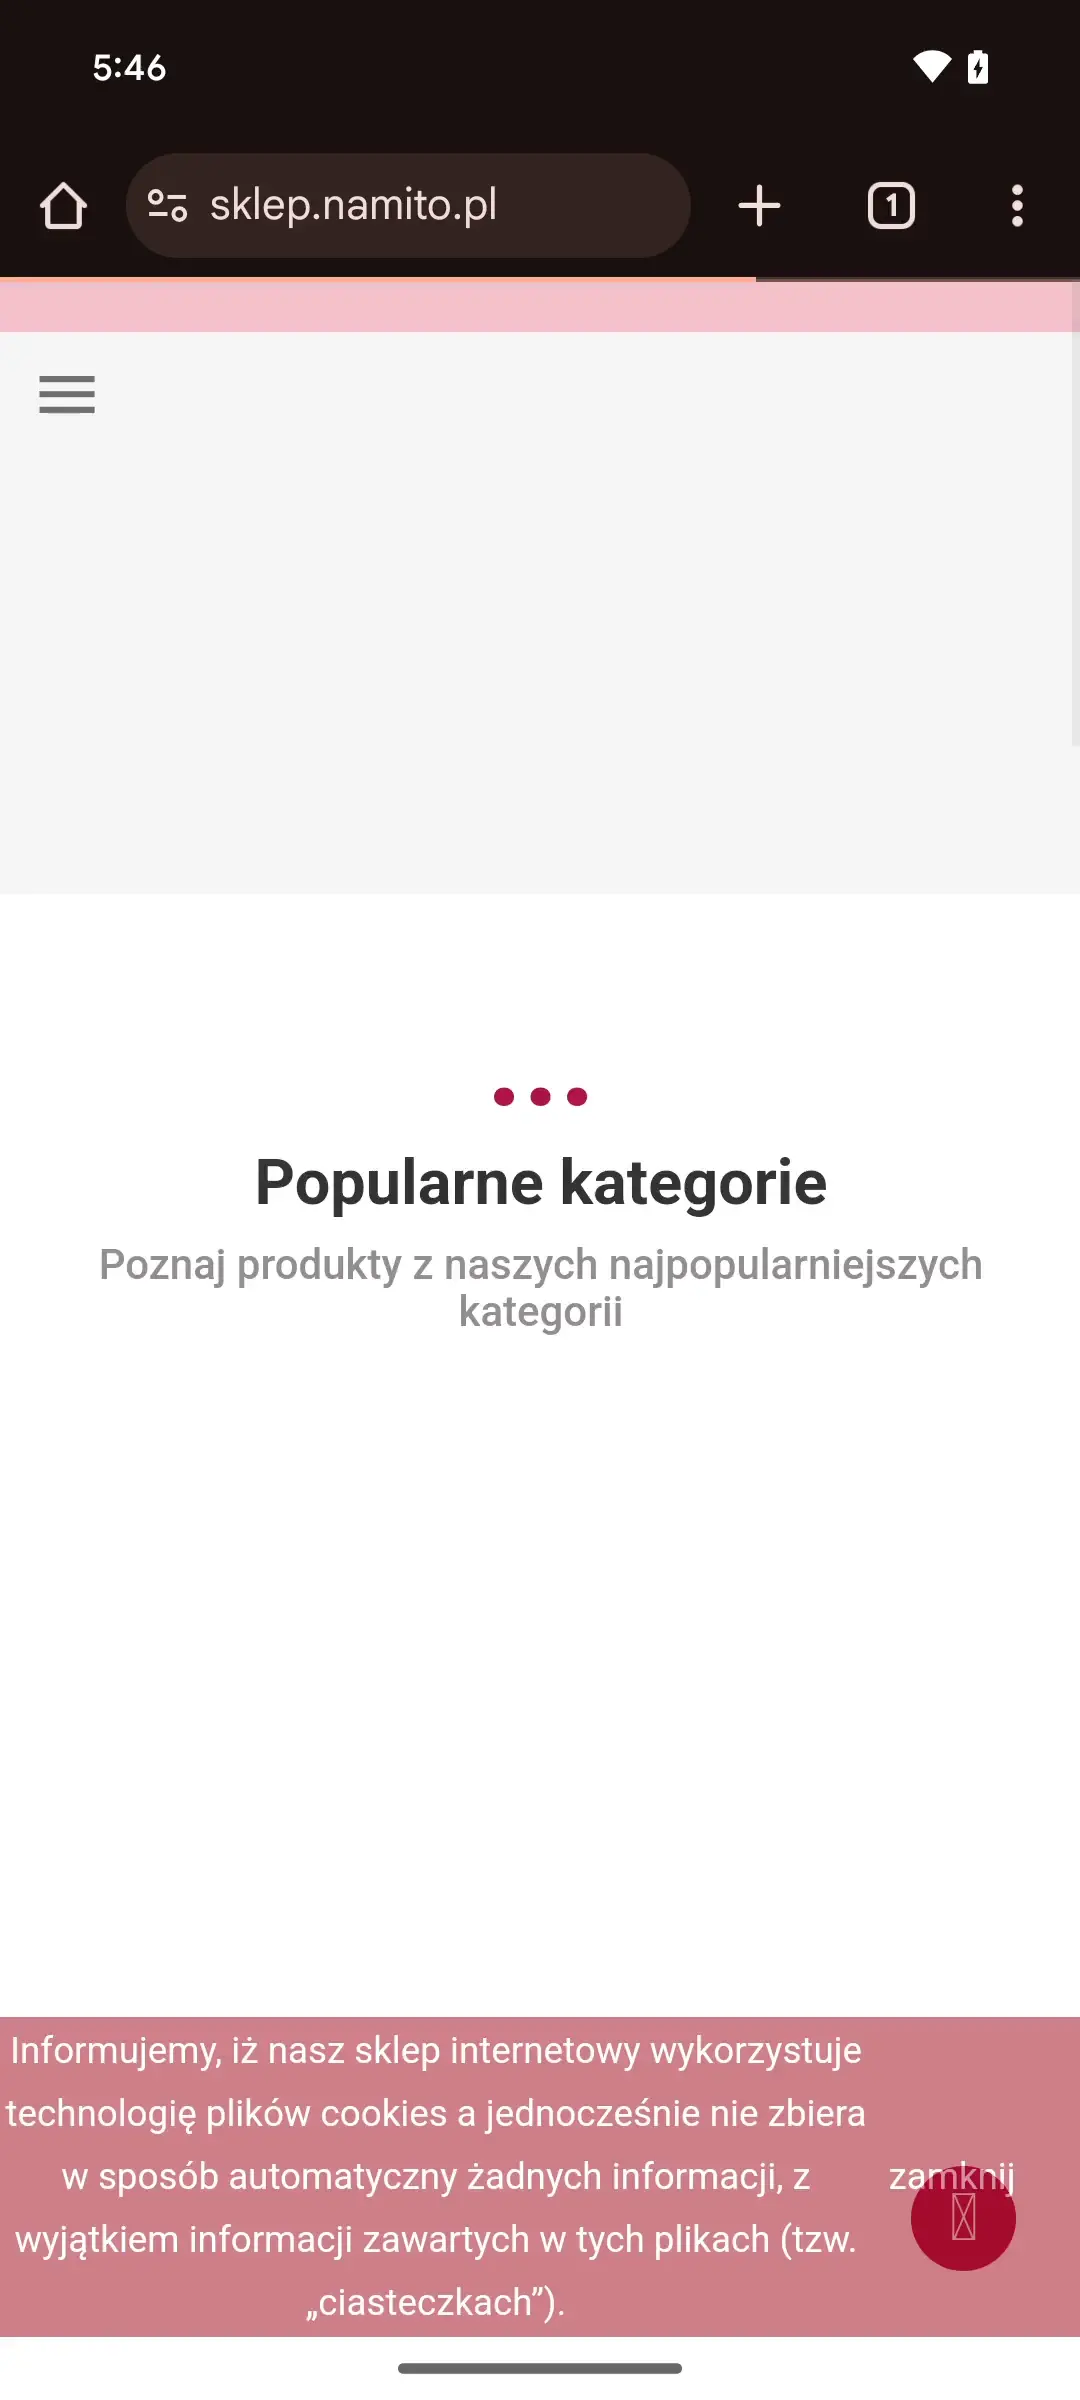 5:46
sklep.namito.pl
1
Popularne kategorie
Poznaj produkty z naszych najpopularniejszych
kategorii
Informujemy, iż nasz sklep internetowy wykorzystuje
technologię plików cookies a jednocześnie nie zbiera
w sposób automatyczny żadnych informacji, z
wyjątkiem informacji zawartych w tych plikach (tzw.
„ciasteczkach”).
zamknij